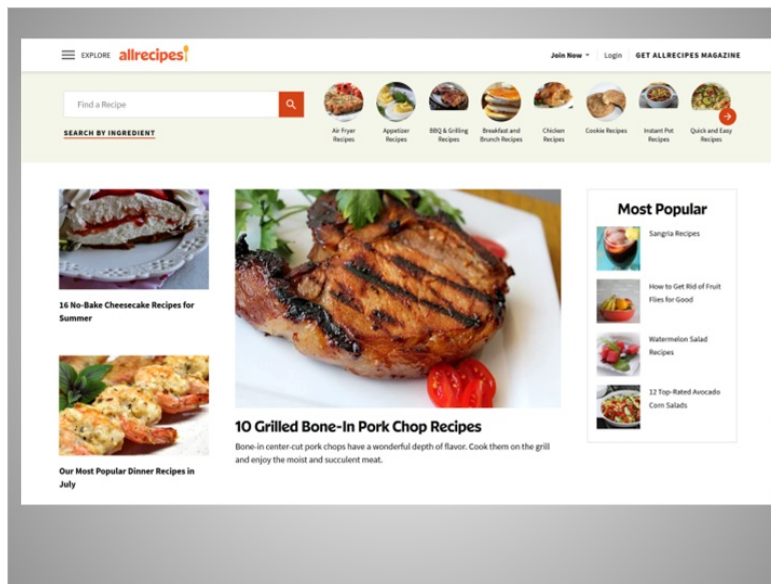 EXPLORE
allrecipes
Join Now
Login
GET ALLRECIPES MAGAZINE
Find a Recipe
SEARCH BY INGREDIENT
Air Fryer
Recipes
Appetizer
Recipes
BBQ & Grilling
Recipes
Breakfast and
Brunch Recipes
Chicken
Recipes
Cookie Recipes
Instant Pot
Recipes
Quick and Easy
Recipes
16 No-Bake Cheesecake Recipes for
Summer
Our Most Popular Dinner Recipes in
July
10 Grilled Bone-In Pork Chop Recipes
Bone-in center-cut pork chops have a wonderful depth of flavor. Cook them on the grill
and enjoy the moist and succulent meat.
Most Popular
Sangria Recipes
How to Get Rid of Fruit
Flies for Good
Watermelon Salad
Recipes
12 Top-Rated Avocado
Corn Salads